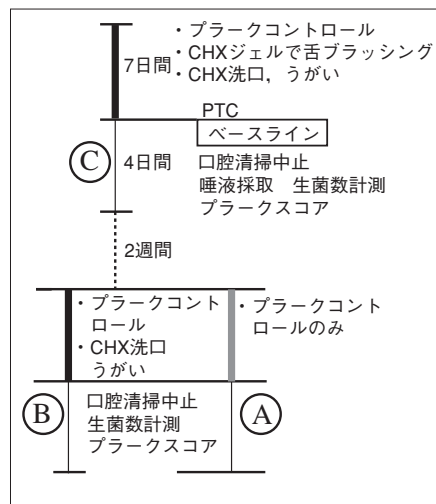 ・プラークコントロール
・CHXジェルで舌ブラッシング
・CHX洗口，うがい
7日間
PTC
ベースライン
C
4日間
口腔清掃中止
唾液採取　生菌数計測
プラークスコア
2週間
・プラークコント
ロール
・CHX洗口
うがい
・プラークコント
ロールのみ
B
口腔清掃中止
生菌数計測
プラークスコア
A